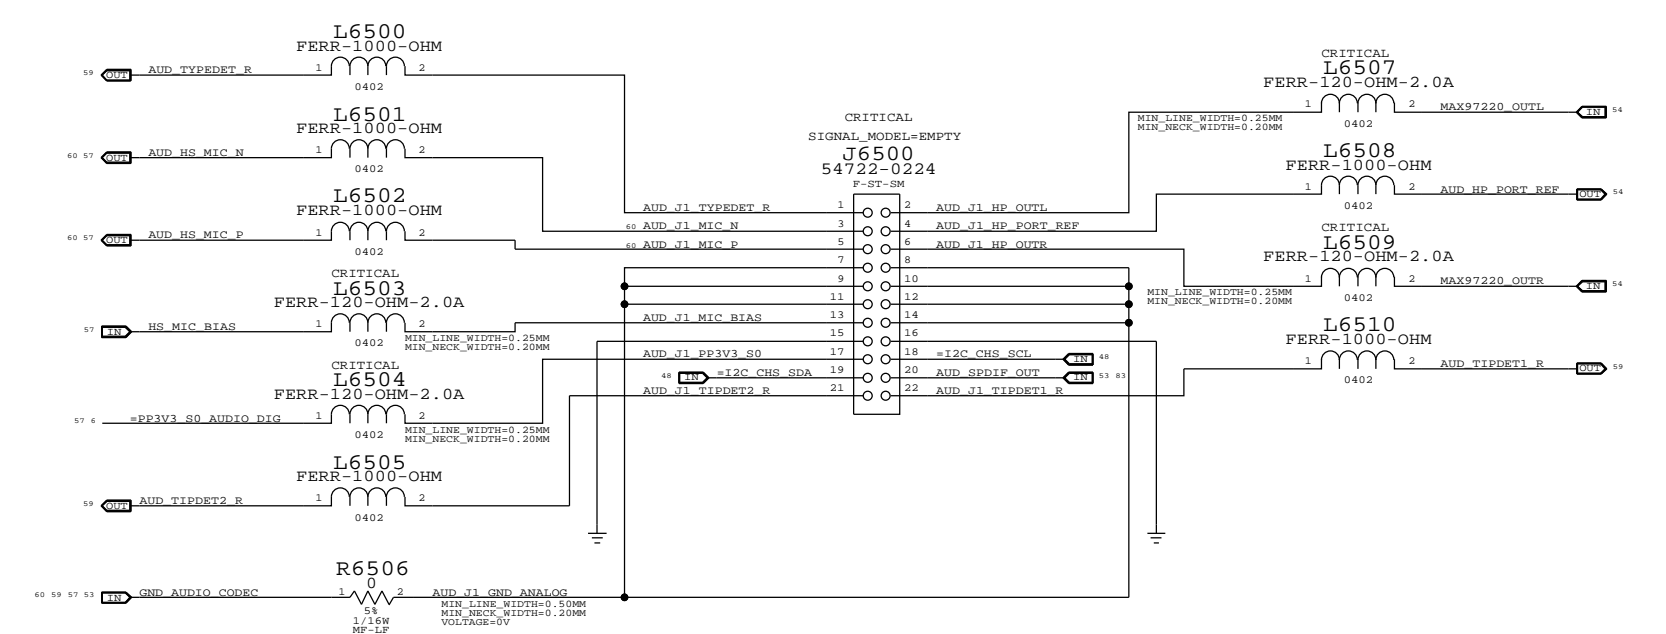 L6500
FERR-1000-OHM
59 OUT AUD_TYPEDET_R 1 2
0402
L6501
FERR-1000-OHM
60 57 OUT AUD_HS_MIC_N 1 2
0402
L6502
FERR-1000-OHM
60 57 OUT AUD_HS_MIC_P 1 2
0402
CRITICAL
L6503
FERR-120-OHM-2.0A
57 IN HS_MIC_BIAS 1 2
0402
MIN_LINE_WIDTH=0.25MM
MIN_NECK_WIDTH=0.20MM
CRITICAL
L6504
FERR-120-OHM-2.0A
57 6 =PP3V3_S0_AUDIO_DIG 1 2
0402
MIN_LINE_WIDTH=0.25MM
MIN_NECK_WIDTH=0.20MM
L6505
FERR-1000-OHM
59 OUT AUD_TIPDET2_R 1 2
0402
R6506
0
60 59 57 53 IN GND_AUDIO_CODEC 1 2 AUD_J1_GND_ANALOG
5%
1/16W
MF-LF
MIN_LINE_WIDTH=0.50MM
MIN_NECK_WIDTH=0.20MM
VOLTAGE=0V
CRITICAL
SIGNAL_MODEL=EMPTY
J6500
54722-0224
F-ST-SM
AUD_J1_TYPEDET_R 1 2 AUD_J1_HP_OUTL
60 AUD_J1_MIC_N 3 4 AUD_J1_HP_PORT_REF
60 AUD_J1_MIC_P 5 6 AUD_J1_HP_OUTR
7 8
9 10
11 12
AUD_J1_MIC_BIAS 13 14
15 16
AUD_J1_PP3V3_S0 17 18 =I2C_CHS_SCL IN 48
48 IN =I2C_CHS_SDA 19 20 AUD_SPDIF_OUT IN 53 83
AUD_J1_TIPDET2_R 21 22 AUD_J1_TIPDET1_R
CRITICAL
L6507
FERR-120-OHM-2.0A
1 2 MAX97220_OUTL IN 54
MIN_LINE_WIDTH=0.25MM
MIN_NECK_WIDTH=0.20MM
0402
L6508
FERR-1000-OHM
1 2 AUD_HP_PORT_REF OUT 54
0402
CRITICAL
L6509
FERR-120-OHM-2.0A
1 2 MAX97220_OUTR IN 54
MIN_LINE_WIDTH=0.25MM
MIN_NECK_WIDTH=0.20MM
0402
L6510
FERR-1000-OHM
1 2 AUD_TIPDET1_R OUT 59
0402